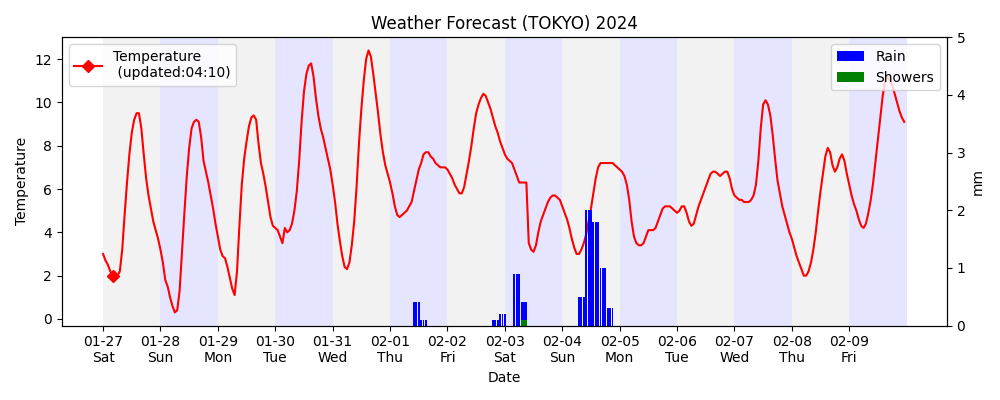 Weather Forecast (TOKYO) 2024
Temperature
(updated:04:10)
Rain
Showers
Temperature
12
10
8
6
4
2
0
5
4
3
2
1
0
mm
01-27 01-28 01-29 01-30 01-31 02-01 02-02 02-03 02-04 02-05 02-06 02-07 02-08 02-09
Sat Sun Mon Tue Wed Thu Fri Sat Sun Mon Tue Wed Thu Fri
Date